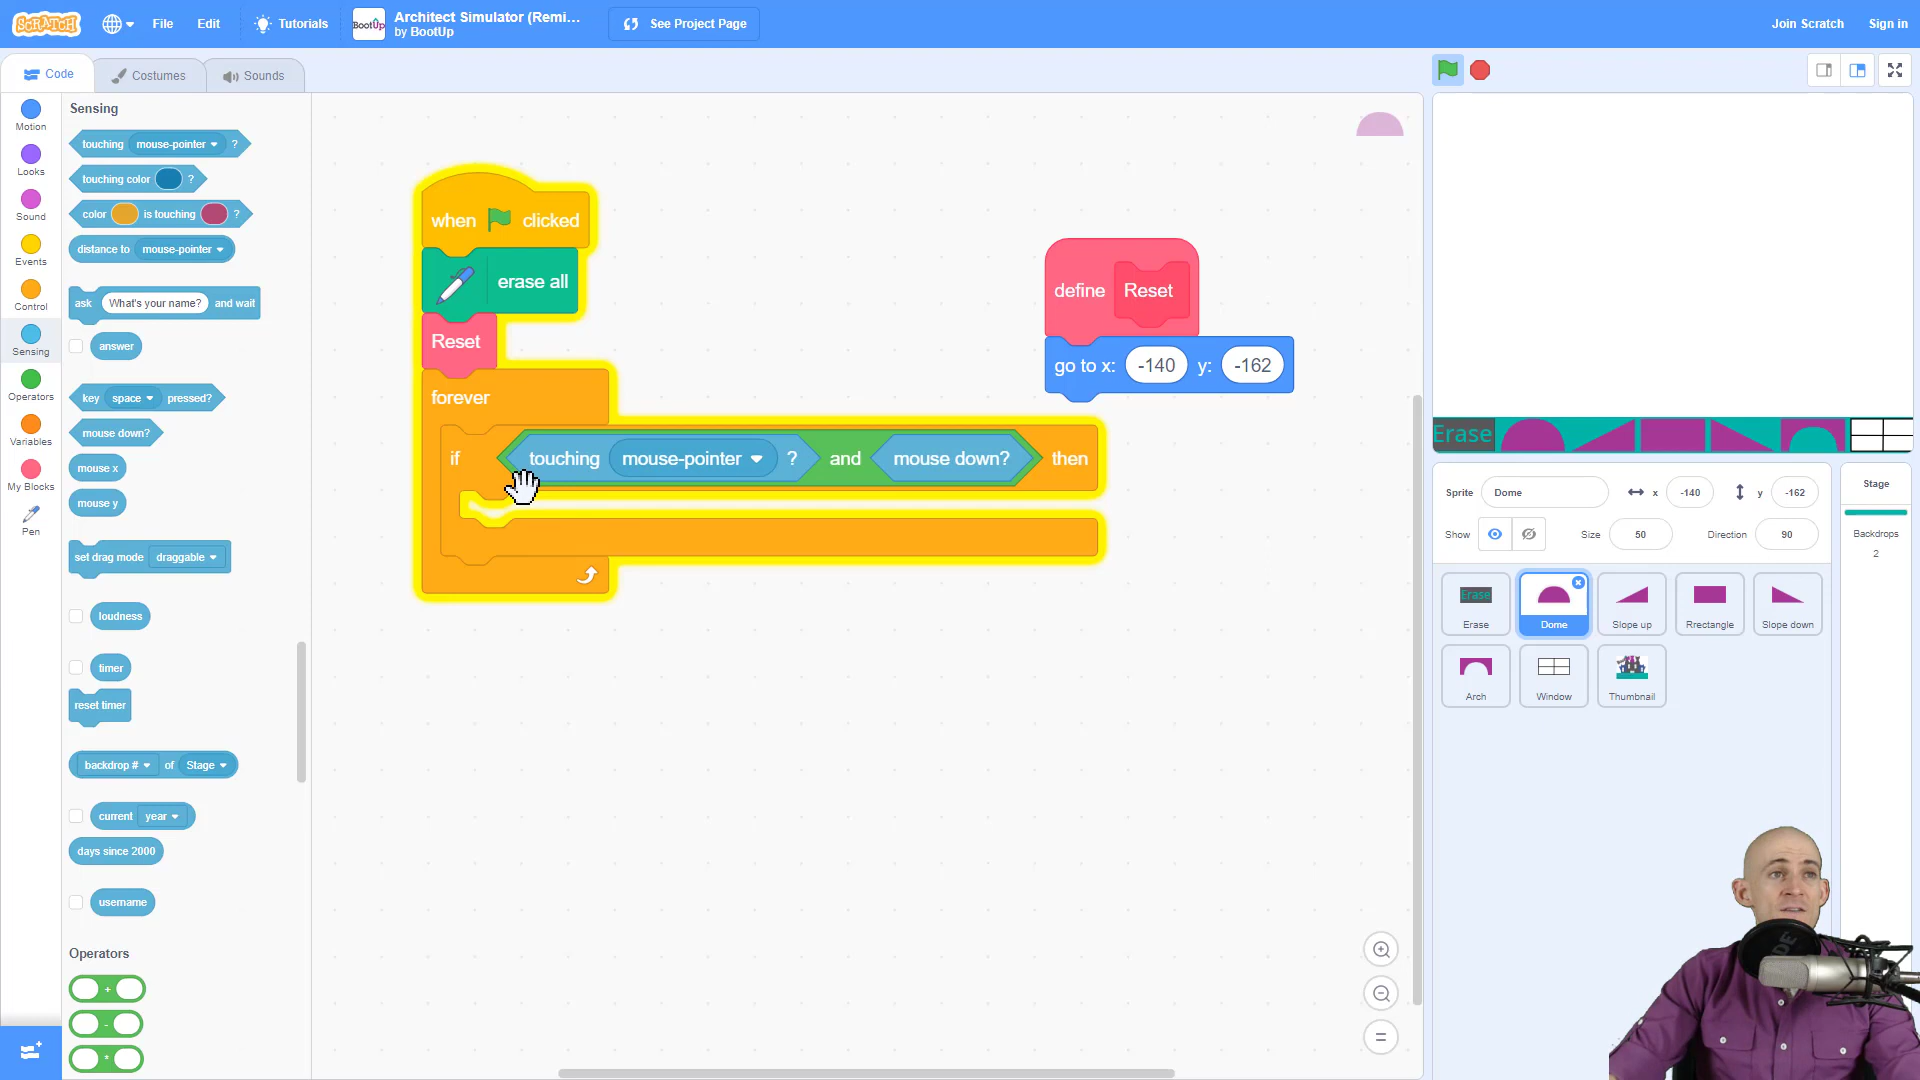 SCRATCH
File
Edit
Tutorials
BootUp
Architect Simulator (Remi...
by BootUp
See Project Page
Join Scratch
Sign in
Code
Costumes
Sounds
Motion
Looks
Sound
Events
Control
Sensing
Operators
Variables
My Blocks
Pen
Sensing
touching mouse-pointer ?
touching color ?
color is touching ?
distance to mouse-pointer
ask What's your name? and wait
answer
key space pressed?
mouse down?
mouse x
mouse y
set drag mode draggable
loudness
timer
reset timer
backdrop # of Stage
current year
days since 2000
username
Operators
+
-
*
when clicked
erase all
Reset
forever
if touching mouse-pointer ? and mouse down? then
define Reset
go to x: -140 y: -162
Erase
Sprite Dome x -140 y -162
Show Size 50 Direction 90
Erase
Erase
Dome
Slope up
Rrectangle
Slope down
Arch
Window
Thumbnail
Stage
Backdrops
2